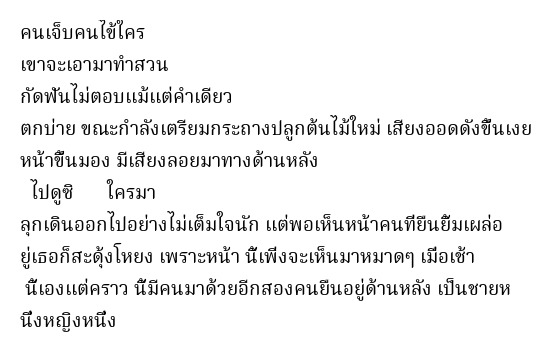 คนเจ็บคนไข้ใคร
เขาจะเอามาทำสวน
กัดฟันไม่ตอบแม้แต่คำเดียว
ตกบ่าย ขณะกำลังเตรียมกระถางปลูกต้นไม้ใหม่ เสียงออดดังขึ้นเงย
หน้าขึ้นมอง มีเสียงลอยมาทางด้านหลัง
ไปดูซิ ใครมา
ลุกเดินออกไปอย่างไม่เต็มใจนัก แต่พอเห็นหน้าคนที่ยืนยิ้มเผล่อ
ยู่เธอก็สะดุ้งโหยง เพราะหน้า นี้เพิ่งจะเห็นมาหมาดๆ เมื่อเช้า
นี้เองแต่คราว นี้มีคนมาด้วยอีกสองคนยืนอยู่ด้านหลัง เป็นชายห
นึ่งหญิงหนึ่ง